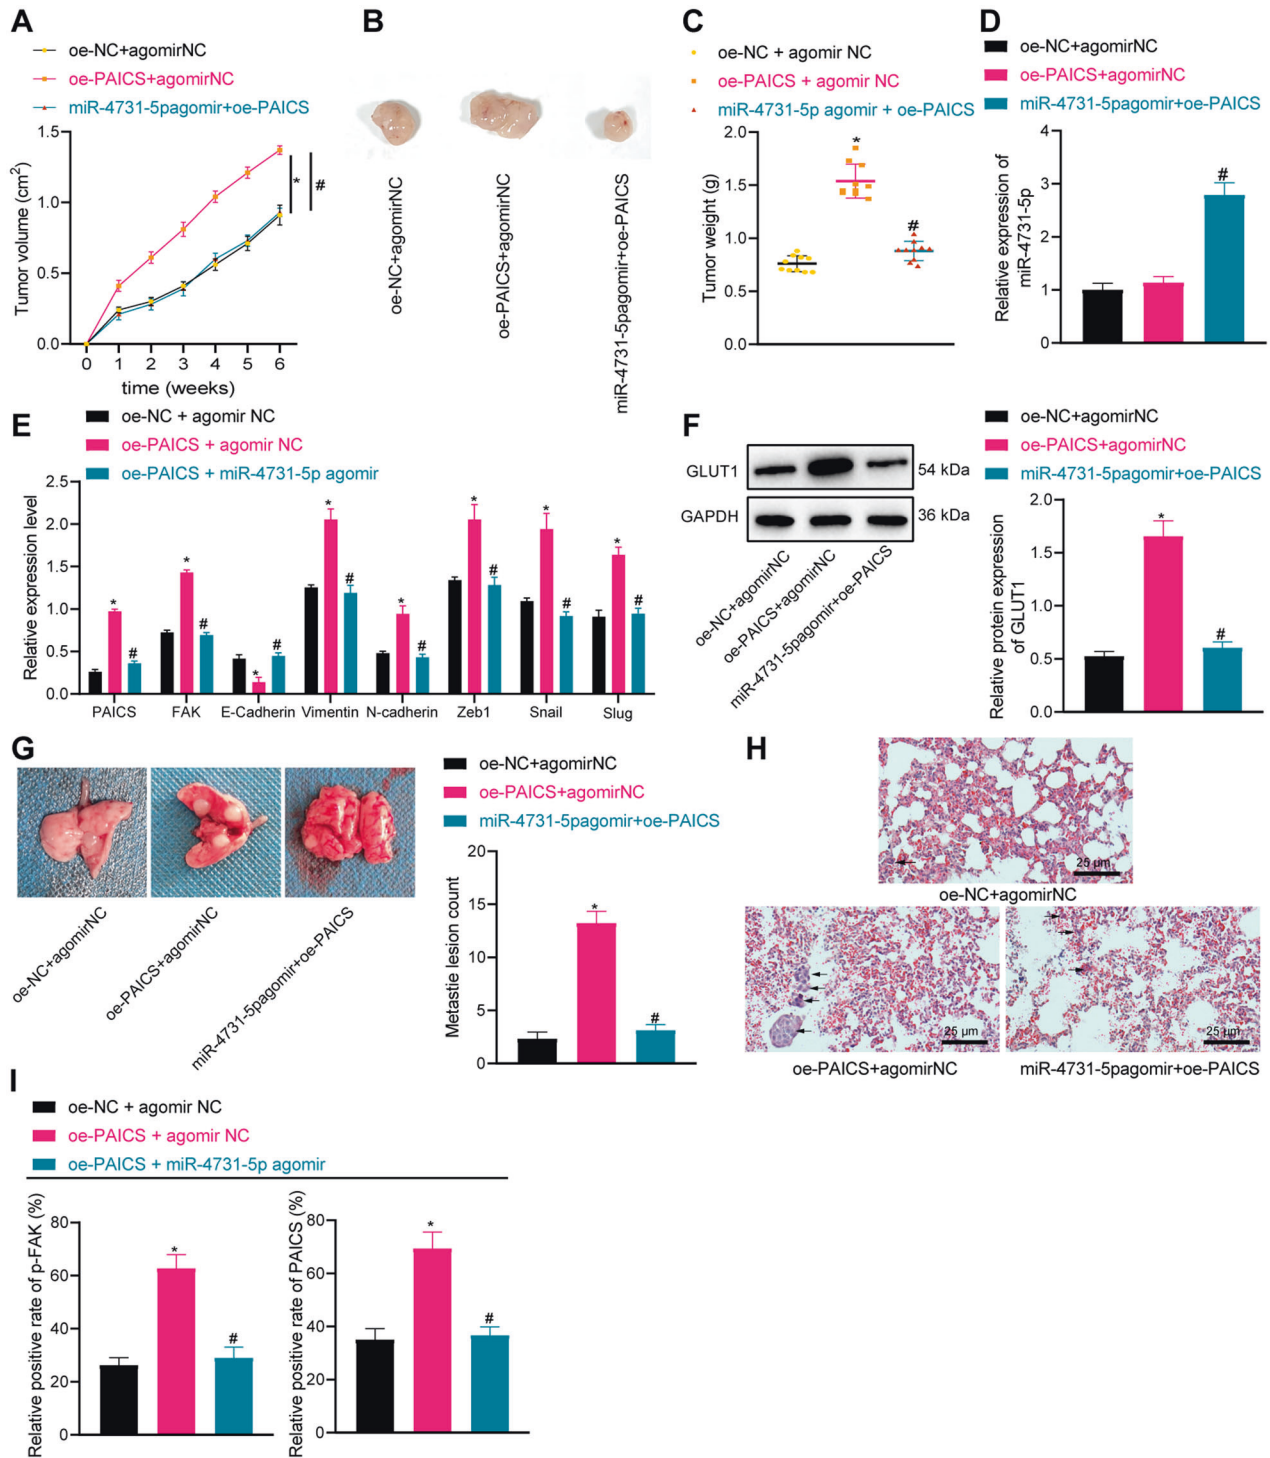 A
oe-NC+agomirNC
oe-PAICS+agomirNC
miR-4731-5pagomir+oe-PAICS
Tumor volume (cm2)
1.5
1.0
0.5
0.0
* #
0 1 2 3 4 5 6
time (weeks)
B
oe-NC+agomirNC
oe-PAICS+agomirNC
miR-4731-5pagomir+oe-PAICS
C
oe-NC + agomir NC
oe-PAICS + agomir NC
miR-4731-5p agomir + oe-PAICS
Tumor weight (g)
2.0
1.5
1.0
0.5
0.0
*
#
D
oe-NC+agomirNC
oe-PAICS+agomirNC
miR-4731-5pagomir+oe-PAICS
Relative expression of
miR-4731-5p
4
3
2
1
0
#
E
oe-NC + agomir NC
oe-PAICS + agomir NC
oe-PAICS + miR-4731-5p agomir
Relative expression level
2.5
2.0
1.5
1.0
0.5
0.0
* # * # * # * # * # * # * # * #
PAICS FAK E-Cadherin Vimentin N-cadherin Zeb1 Snail Slug
F
GLUT1 54 kDa
GAPDH 36 kDa
oe-NC+agomirNC
oe-PAICS+agomirNC
miR-4731-5pagomir+oe-PAICS
oe-NC+agomirNC
oe-PAICS+agomirNC
miR-4731-5pagomir+oe-PAICS
Relative protein expression
of GLUT1
2.0
1.5
1.0
0.5
0.0
*
#
G
oe-NC+agomirNC
oe-PAICS+agomirNC
miR-4731-5pagomir+oe-PAICS
oe-NC+agomirNC
oe-PAICS+agomirNC
miR-4731-5pagomir+oe-PAICS
Metastie lesion count
20
15
10
5
0
*
#
H
25 μm
oe-NC+agomirNC
25 μm
oe-PAICS+agomirNC
25 μm
miR-4731-5pagomir+oe-PAICS
I
oe-NC + agomir NC
oe-PAICS + agomir NC
oe-PAICS + miR-4731-5p agomir
Relative positive rate of p-FAK (%)
80
60
40
20
0
*
#
Relative positive rate of PAICS (%)
80
60
40
20
0
*
#